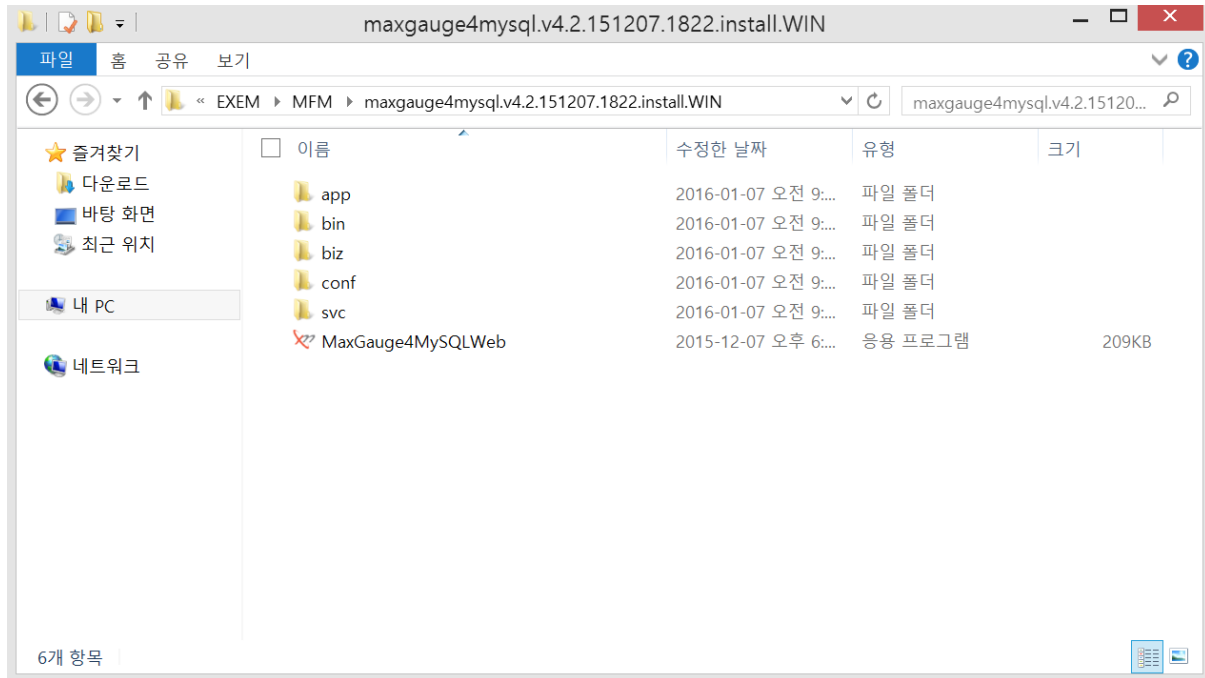 maxgauge4mysql.v4.2.151207.1822.install.WIN
파일 홈 공유 보기
« EXEM MFM maxgauge4mysql.v4.2.151207.1822.install.WIN maxgauge4mysql.v4.2.15120...
즐겨찾기
다운로드
바탕 화면
최근 위치
내 PC
네트워크
이름 수정한 날짜 유형 크기
app 2016-01-07 오전 9:... 파일 폴더
bin 2016-01-07 오전 9:... 파일 폴더
biz 2016-01-07 오전 9:... 파일 폴더
conf 2016-01-07 오전 9:... 파일 폴더
svc 2016-01-07 오전 9:... 파일 폴더
MaxGauge4MySQLWeb 2015-12-07 오후 6:... 응용 프로그램 209KB
6개 항목